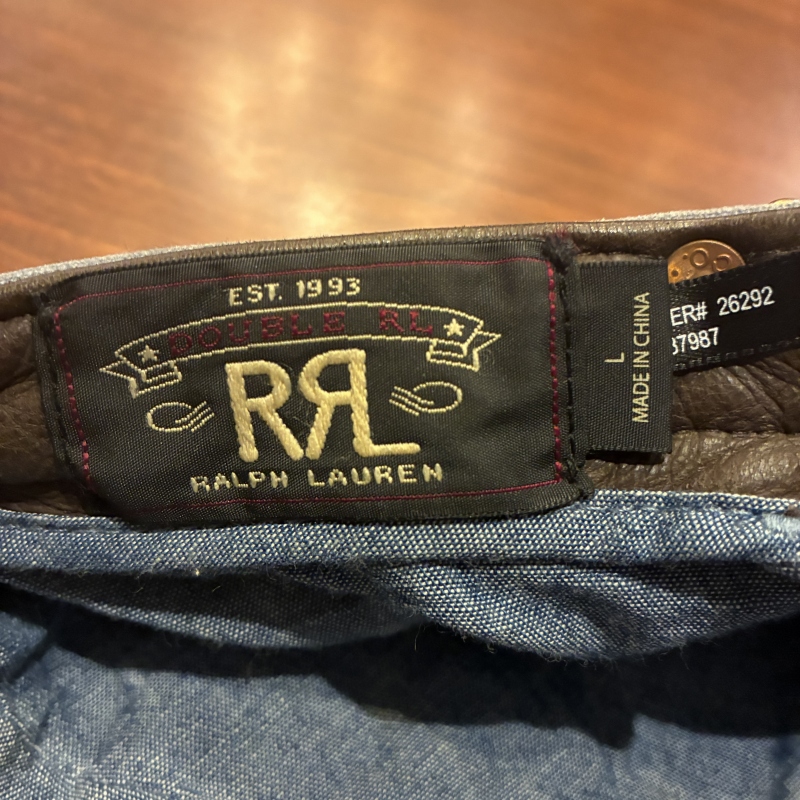 EST. 1993
DOUBLE RL
RRL
RALPH LAUREN
L
MADE IN CHINA
ER# 26292
37987